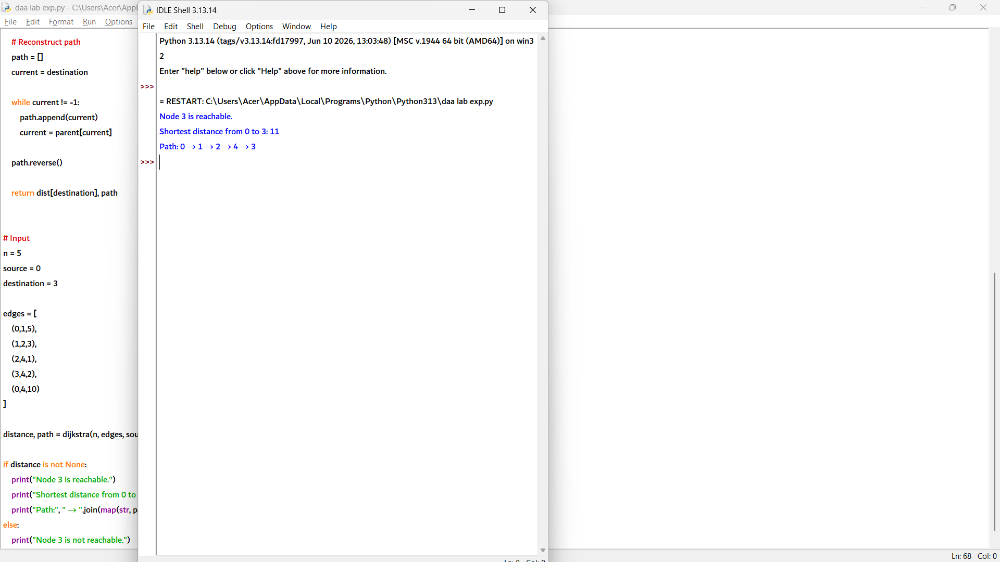 daa lab exp.py - C:\Users\Acer\App
File Edit Format Run Options
# Reconstruct path
path = []
current = destination
while current != -1:
path.append(current)
current = parent[current]
path.reverse()
return dist[destination], path
# Input
n = 5
source = 0
destination = 3
edges = [
(0,1,5),
(1,2,3),
(2,4,1),
(3,4,2),
(0,4,10)
]
distance, path = dijkstra(n, edges, sou
if distance is not None:
print("Node 3 is reachable.")
print("Shortest distance from 0 to
print("Path:", " → ".join(map(str, p
else:
print("Node 3 is not reachable.")
IDLE Shell 3.13.14
File Edit Shell Debug Options Window Help
Python 3.13.14 (tags/v3.13.14:fd17997, Jun 10 2026, 13:03:48) [MSC v.1944 64 bit (AMD64)] on win3
2
Enter "help" below or click "Help" above for more information.
>>>
= RESTART: C:\Users\Acer\AppData\Local\Programs\Python\Python313\daa lab exp.py
Node 3 is reachable.
Shortest distance from 0 to 3: 11
Path: 0 → 1 → 2 → 4 → 3
>>>
Ln: 68 Col: 0